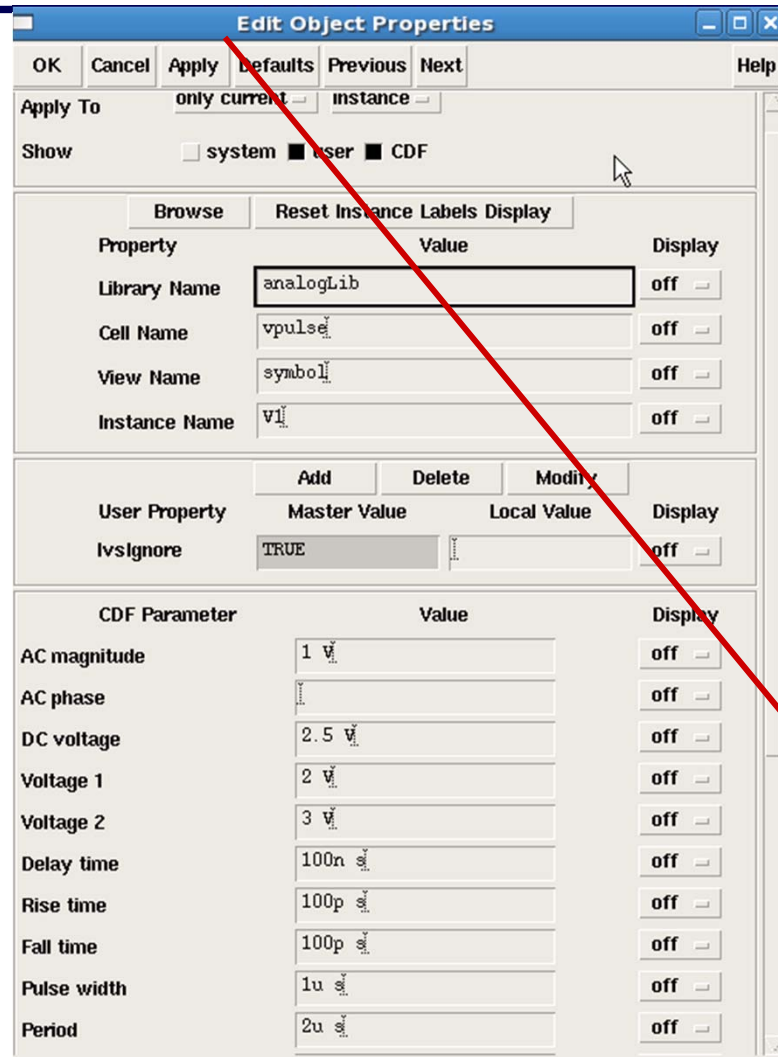 Edit Object Properties
OK Cancel Apply Defaults Previous Next Help
Apply To only current instance
Show system user CDF
Browse Reset Instance Labels Display
Property Value Display
Library Name analogLib off
Cell Name vpulse off
View Name symbol off
Instance Name V1 off
Add Delete Modify
User Property Master Value Local Value Display
lvsIgnore TRUE off
CDF Parameter Value Display
AC magnitude 1 V off
AC phase off
DC voltage 2.5 V off
Voltage 1 2 V off
Voltage 2 3 V off
Delay time 100n s off
Rise time 100p s off
Fall time 100p s off
Pulse width 1u s off
Period 2u s off